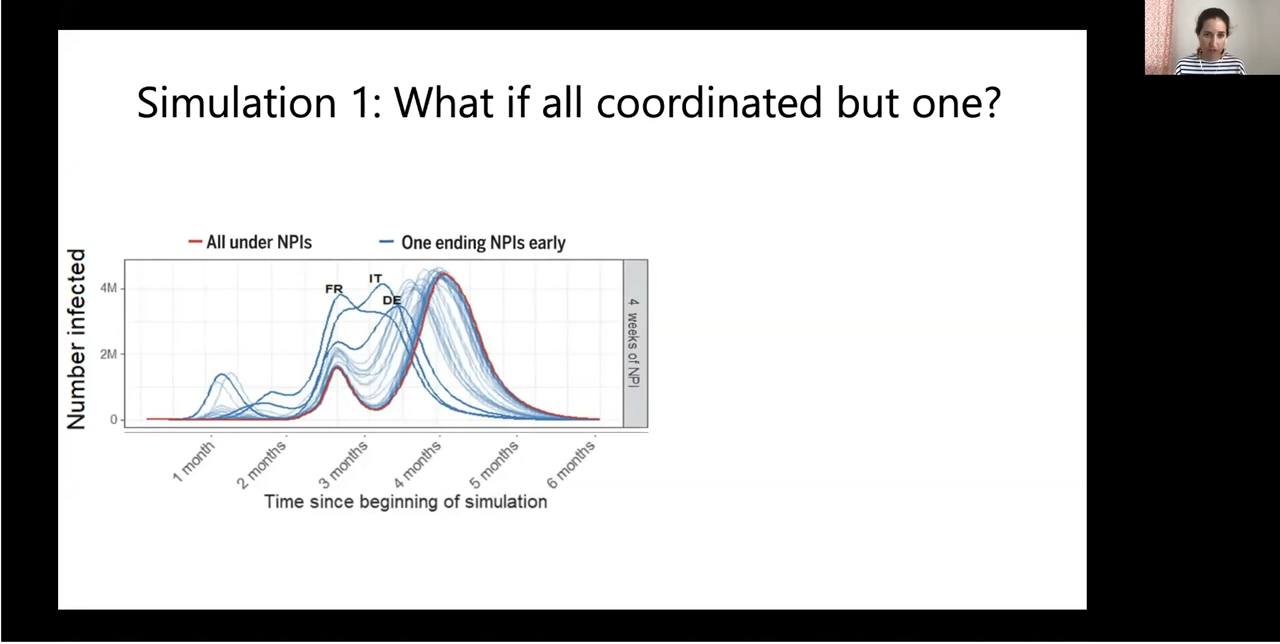 Simulation 1: What if all coordinated but one?
All under NPIs
One ending NPIs early
Number infected
4M
2M
0
FR
IT
DE
4 weeks of NPI
1 month
2 months
3 months
4 months
5 months
6 months
Time since beginning of simulation